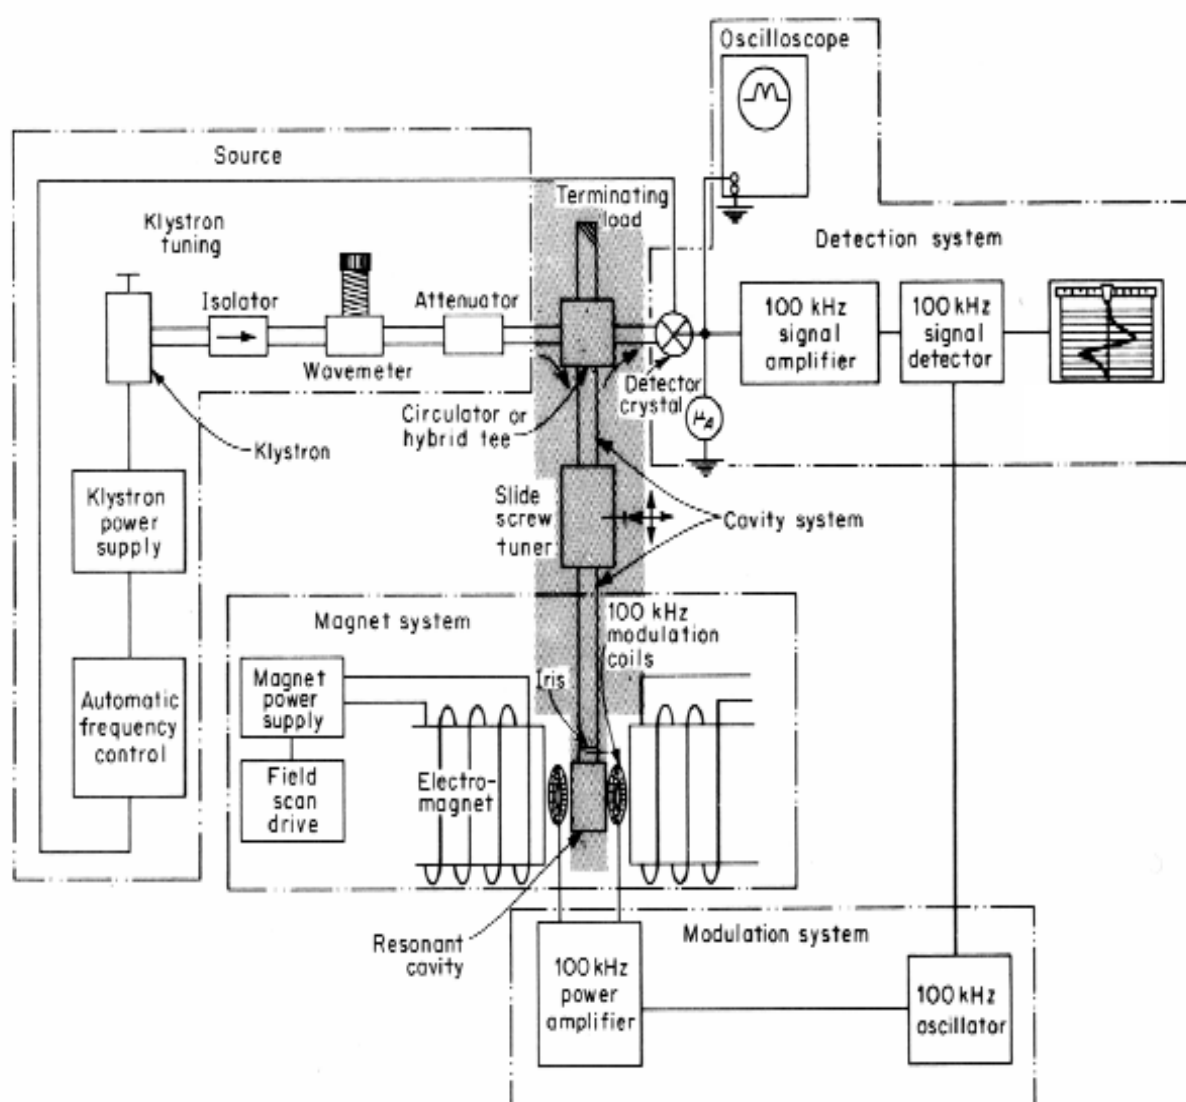 Oscilloscope
Source
Terminating
load
Klystron
tuning
Detection system
Isolator
Attenuator
100 kHz
signal
amplifier
100 kHz
signal
detector
Wavemeter
Detector
crystal
Circulator or
hybrid tee
μA
Klystron
Klystron
power
supply
Slide
screw
tuner
Cavity system
Magnet system
100 kHz
modulation
coils
Iris
Magnet
power
supply
Automatic
frequency
control
Field
scan
drive
Electro-
magnet
Resonant
cavity
Modulation system
100 kHz
power
amplifier
100 kHz
oscillator